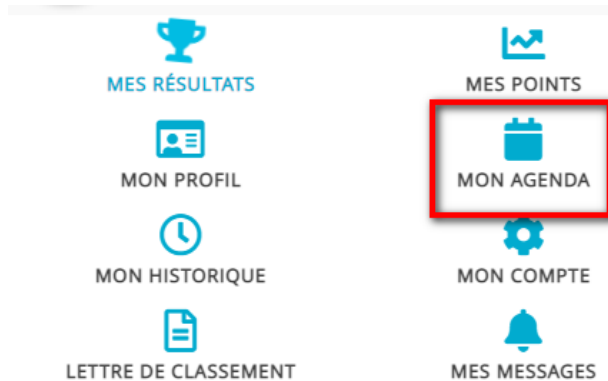 MES RÉSULTATS
MES POINTS
MON PROFIL
MON AGENDA
MON HISTORIQUE
MON COMPTE
LETTRE DE CLASSEMENT
MES MESSAGES